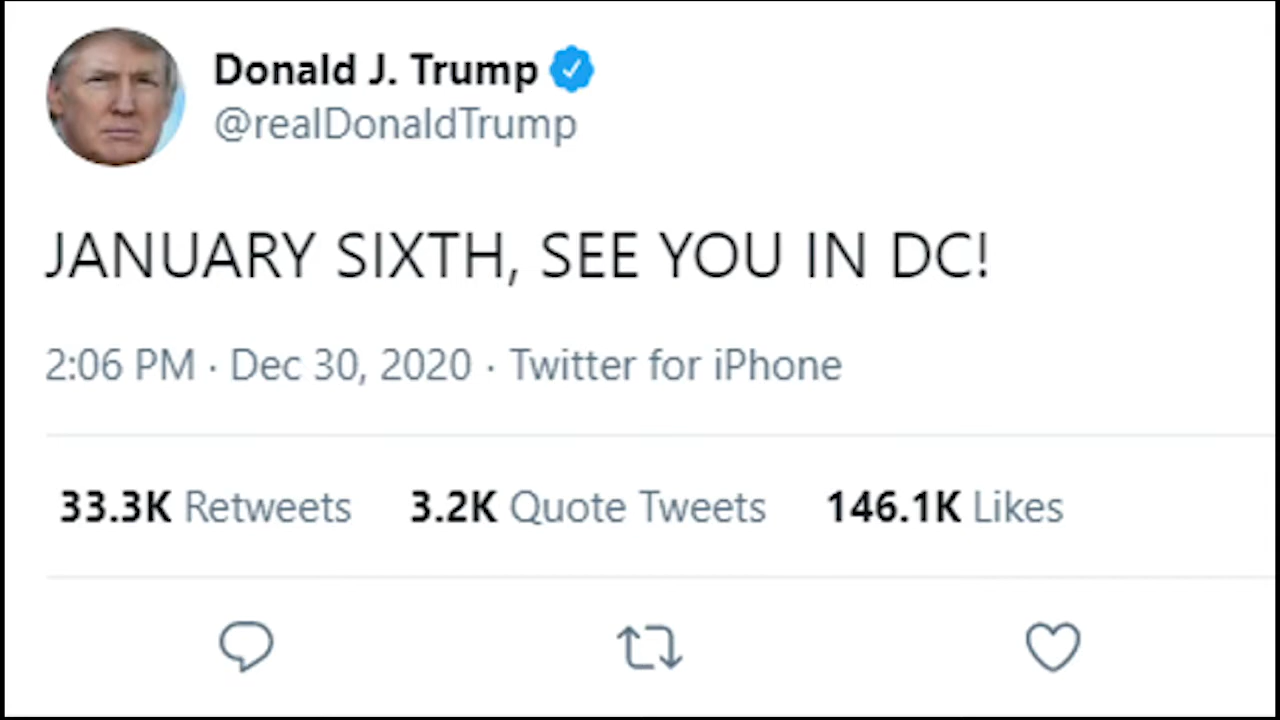 Donald J. Trump
@realDonaldTrump
JANUARY SIXTH, SEE YOU IN DC!
2:06 PM · Dec 30, 2020 · Twitter for iPhone
33.3K Retweets 3.2K Quote Tweets 146.1K Likes